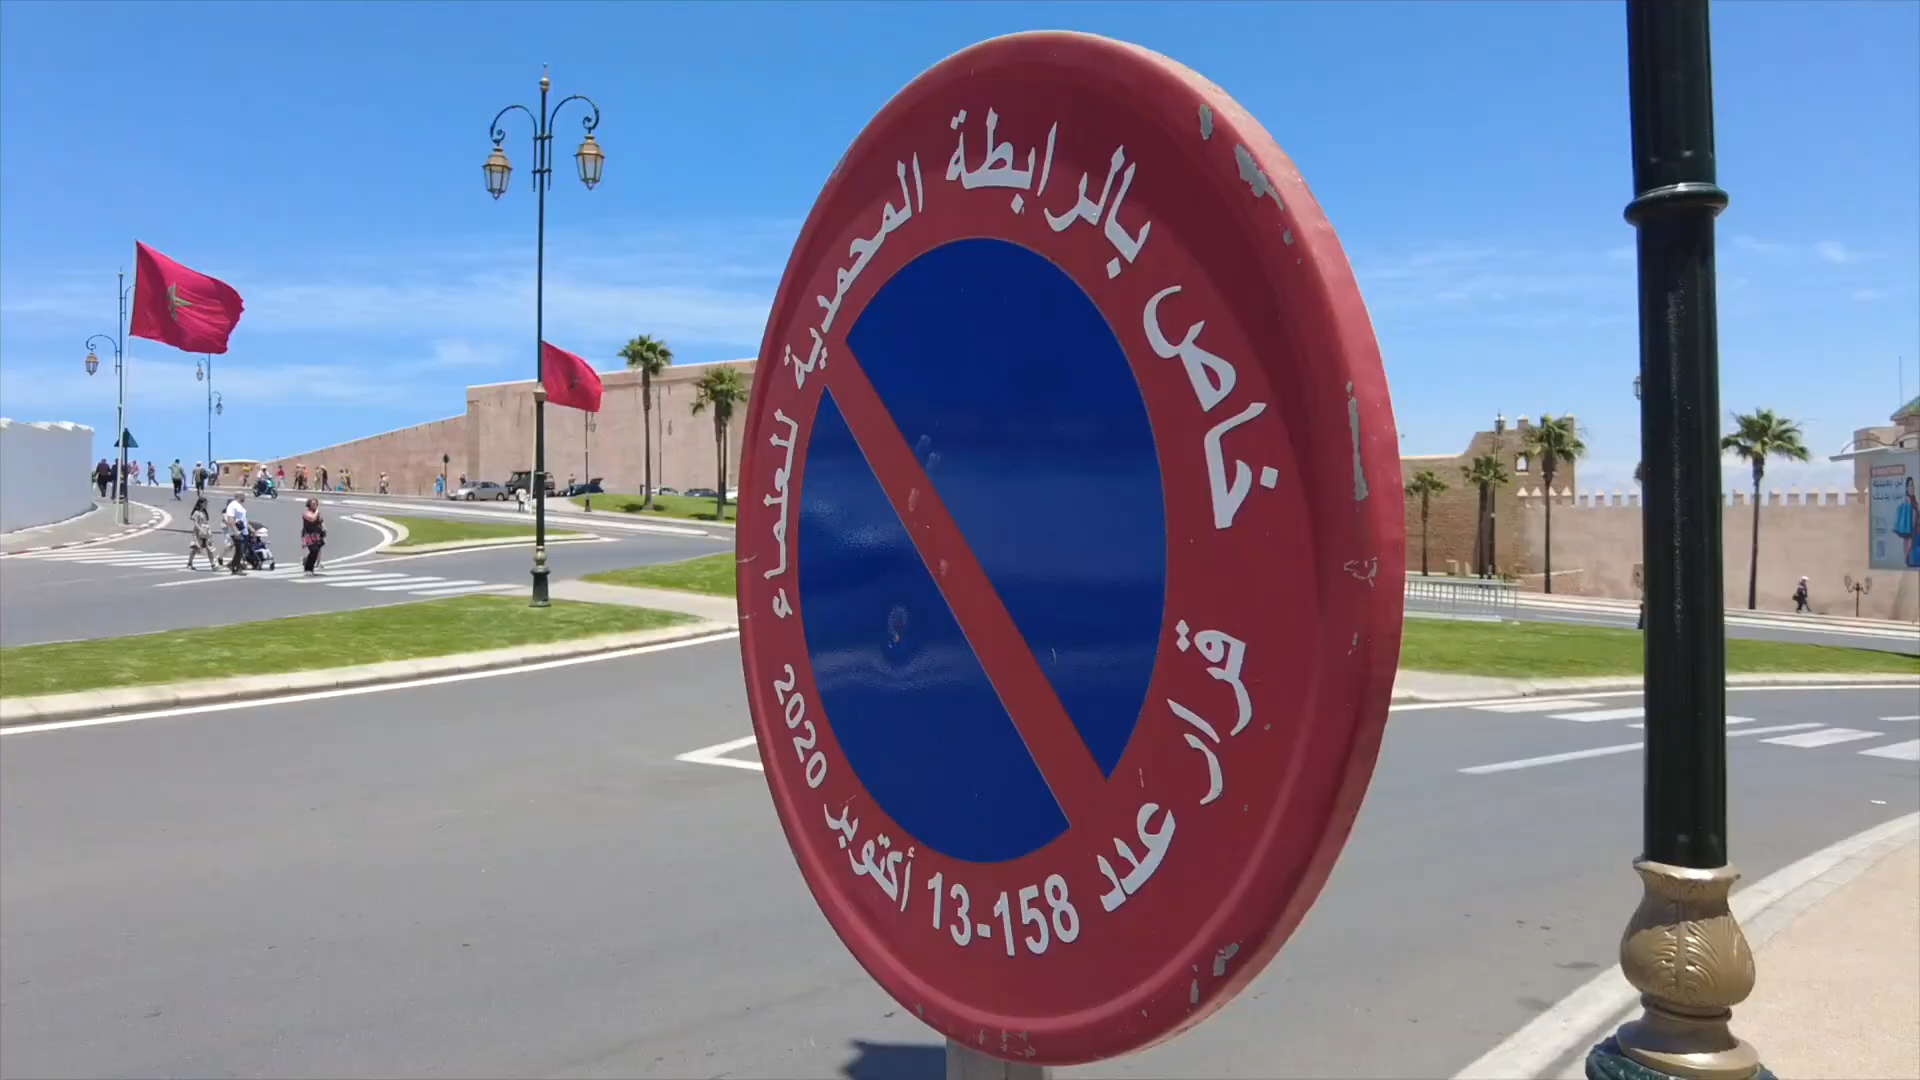 خاص بالرابطة المحمدية للعلماء
قرار عدد 158-13 أكتوبر 2020